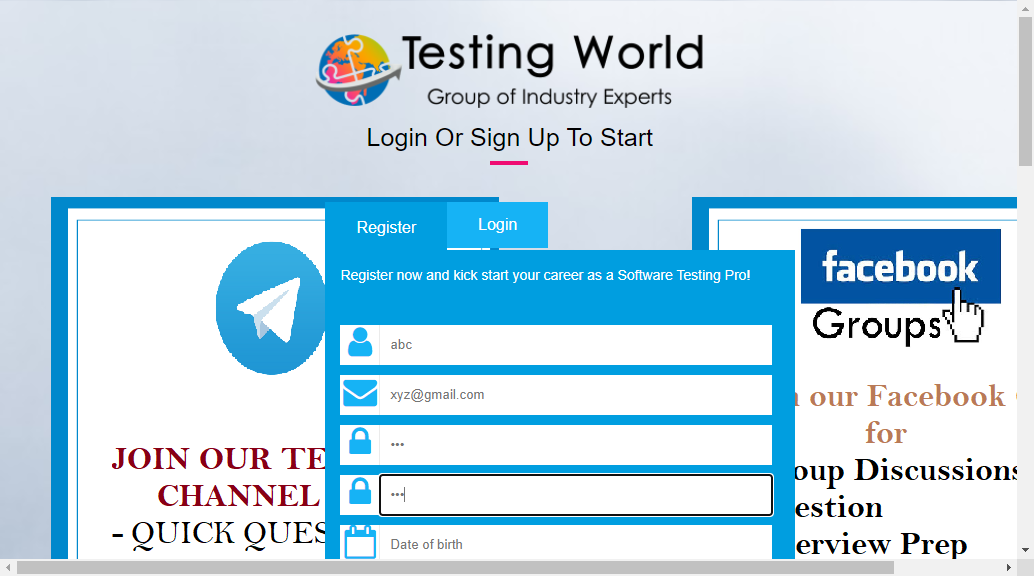 Testing World
Group of Industry Experts
Login Or Sign Up To Start
Register
Login
Register now and kick start your career as a Software Testing Pro!
abc
xyz@gmail.com
•••
•••
Date of birth
JOIN OUR TE
CHANNEL
- QUICK QUES
facebook
Groups
our Facebook
for
oup Discussions
estion
erview Prep